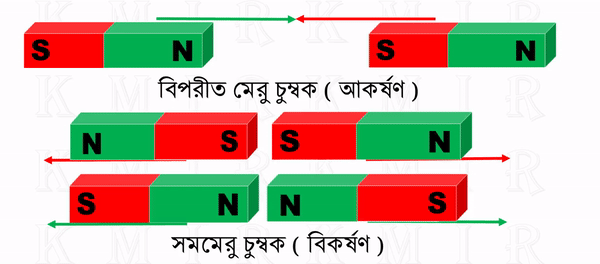 S N S N
বিপরীত মেরু চুম্বক ( আকর্ষণ )
N S S N
S N N S
সমমেরু চুম্বক ( বিকর্ষণ )
K M I R K M I R